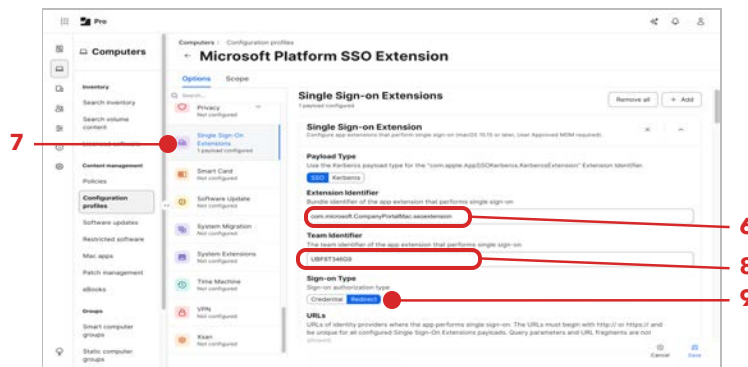 Pro
Computers
Computers : Configuration profiles
← Microsoft Platform SSO Extension
Options Scope
Inventory
Search inventory
Search volume
content
Content management
Policies
Configuration
profiles
Software updates
Restricted software
Mac apps
Patch management
eBooks
Groups
Smart computer
groups
Static computer
groups
Search...
Privacy
Not configured
Single Sign-On
Extensions
1 payload configured
Smart Card
Not configured
Software Update
Not configured
System Migration
Not configured
System Extensions
Not configured
Time Machine
Not configured
VPN
Not configured
Xsan
Not configured
Single Sign-on Extensions
1 payload configured
Remove all + Add
Single Sign-on Extension
Configure app extensions that perform single sign-on (macOS 10.15 or later, User Approved MDM required).
Payload Type
Use the Kerberos payload type for the "com.apple.AppSSOKerberos.KerberosExtension" Extension Identifier.
SSO Kerberos
Extension Identifier
Bundle identifier of the app extension that performs single sign-on
com.microsoft.CompanyPortalMac.ssoextension
Team Identifier
The team identifier of the app extension that performs single sign-on
UBF8T346G9
Sign-on Type
Sign-on authorization type
Credential Redirect
URLs
URLs of identity providers where the app performs single sign-on. The URLs must begin with http:// or https:// and
be unique for all configured Single Sign-On Extensions payloads. Query parameters and URL fragments are not
allowed.
Cancel Save
7
6
8
9